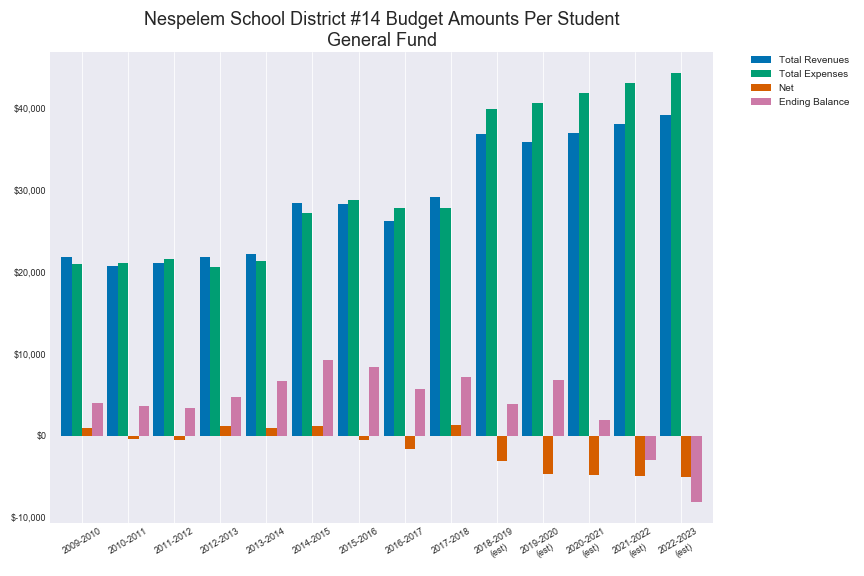 Nespelem School District #14 Budget Amounts Per Student
General Fund
Total Revenues
Total Expenses
Net
Ending Balance
$40,000
$30,000
$20,000
$10,000
$0
$-10,000
2009-2010
2010-2011
2011-2012
2012-2013
2013-2014
2014-2015
2015-2016
2016-2017
2017-2018
2018-2019
(est)
2019-2020
(est)
2020-2021
(est)
2021-2022
(est)
2022-2023
(est)